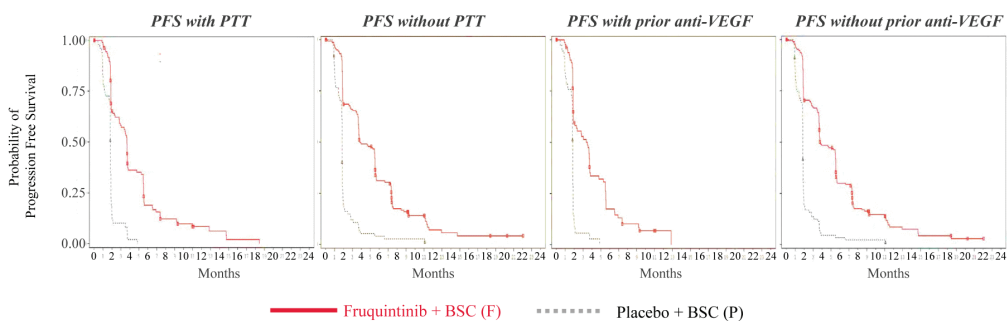 PFS with PTT
PFS without PTT
PFS with prior anti-VEGF
PFS without prior anti-VEGF
Probability of
Progression Free Survival
1.00
0.75
0.50
0.25
0.00
0 2 4 6 8 10 12 14 16 18 20 22 24
0 2 4 6 8 10 12 14 16 18 20 22 24
0 2 4 6 8 10 12 14 16 18 20 22 24
0 2 4 6 8 10 12 14 16 18 20 22 24
Months
Months
Months
Months
Fruquintinib + BSC (F)
Placebo + BSC (P)